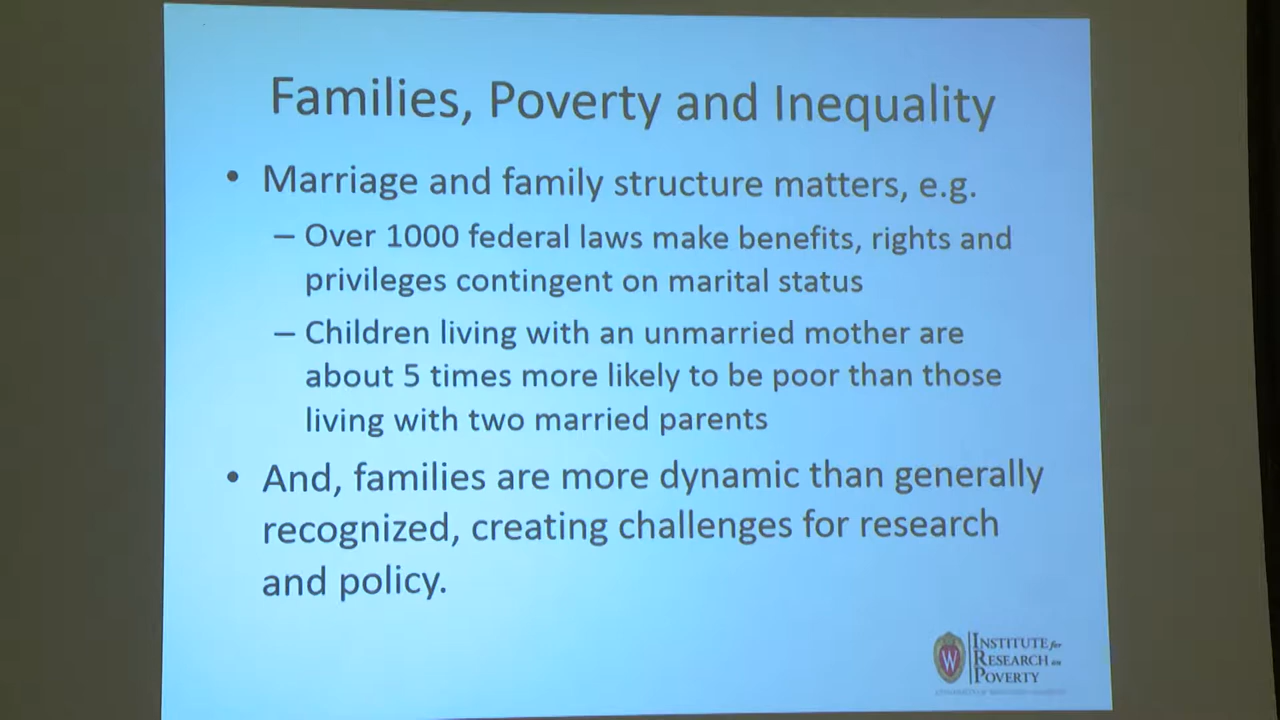 Families, Poverty and Inequality
• Marriage and family structure matters, e.g.
– Over 1000 federal laws make benefits, rights and
privileges contingent on marital status
– Children living with an unmarried mother are
about 5 times more likely to be poor than those
living with two married parents
• And, families are more dynamic than generally
recognized, creating challenges for research
and policy.
W
INSTITUTE for
RESEARCH on
POVERTY